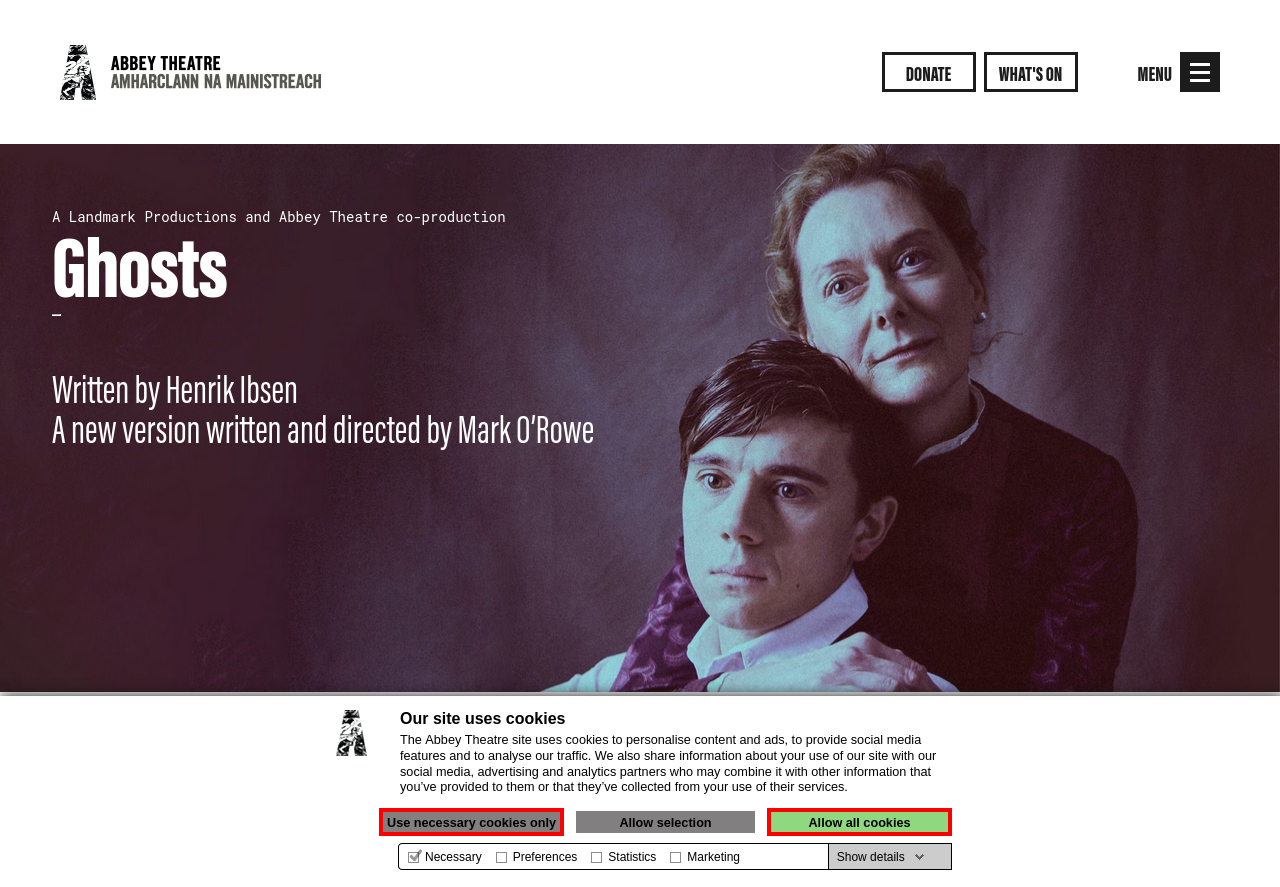 ABBEY THEATRE
AMHARCLANN NA MAINISTREACH
DONATE
WHAT'S ON
MENU
A Landmark Productions and Abbey Theatre co-production
Ghosts
–
Written by Henrik Ibsen
A new version written and directed by Mark O’Rowe
Our site uses cookies
The Abbey Theatre site uses cookies to personalise content and ads, to provide social media
features and to analyse our traffic. We also share information about your use of our site with our
social media, advertising and analytics partners who may combine it with other information that
you’ve provided to them or that they’ve collected from your use of their services.
Use necessary cookies only
Allow selection
Allow all cookies
Necessary
Preferences
Statistics
Marketing
Show details